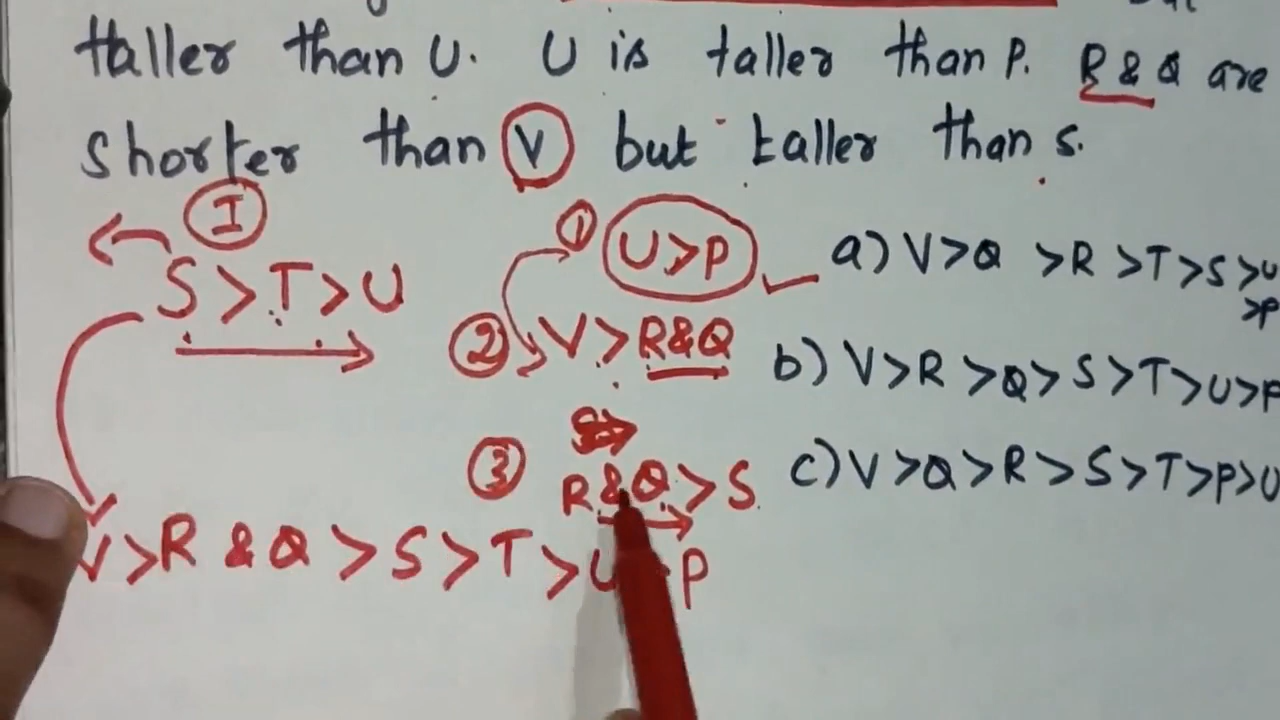 taller than U. U is taller than P. R & Q are
shorter than V but taller than S.
I
S > T > U
① U>P
② V > R&Q
③ R & Q > S
V > R & Q > S > T > U P
a) V > Q > R > T > S > U
> P
b) V > R > Q > S > T > U > P
c) V > Q > R > S > T > P > U